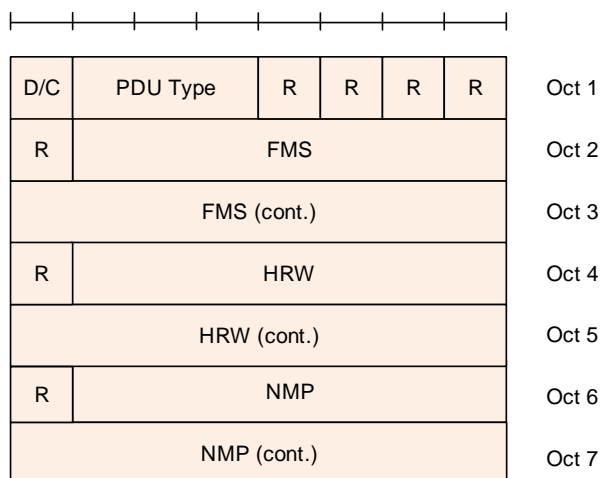 D/C PDU Type R R R R Oct 1
R FMS Oct 2
FMS (cont.) Oct 3
R HRW Oct 4
HRW (cont.) Oct 5
R NMP Oct 6
NMP (cont.) Oct 7